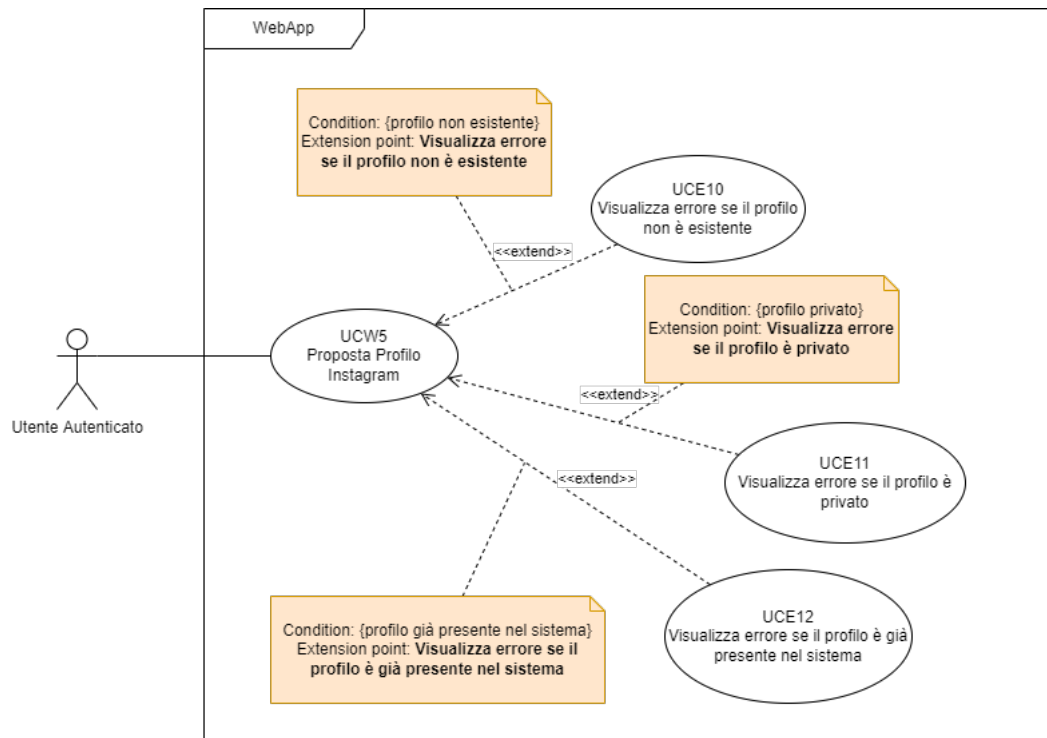 WebApp
Condition: {profilo non esistente}
Extension point: Visualizza errore
se il profilo non è esistente
UCE10
Visualizza errore se il profilo
non è esistente
<<extend>>
Condition: {profilo privato}
Extension point: Visualizza errore
se il profilo è privato
UCW5
Proposta Profilo
Instagram
<<extend>>
Utente Autenticato
UCE11
Visualizza errore se il profilo è
privato
<<extend>>
Condition: {profilo già presente nel sistema}
Extension point: Visualizza errore se il
profilo è già presente nel sistema
UCE12
Visualizza errore se il profilo è già
presente nel sistema